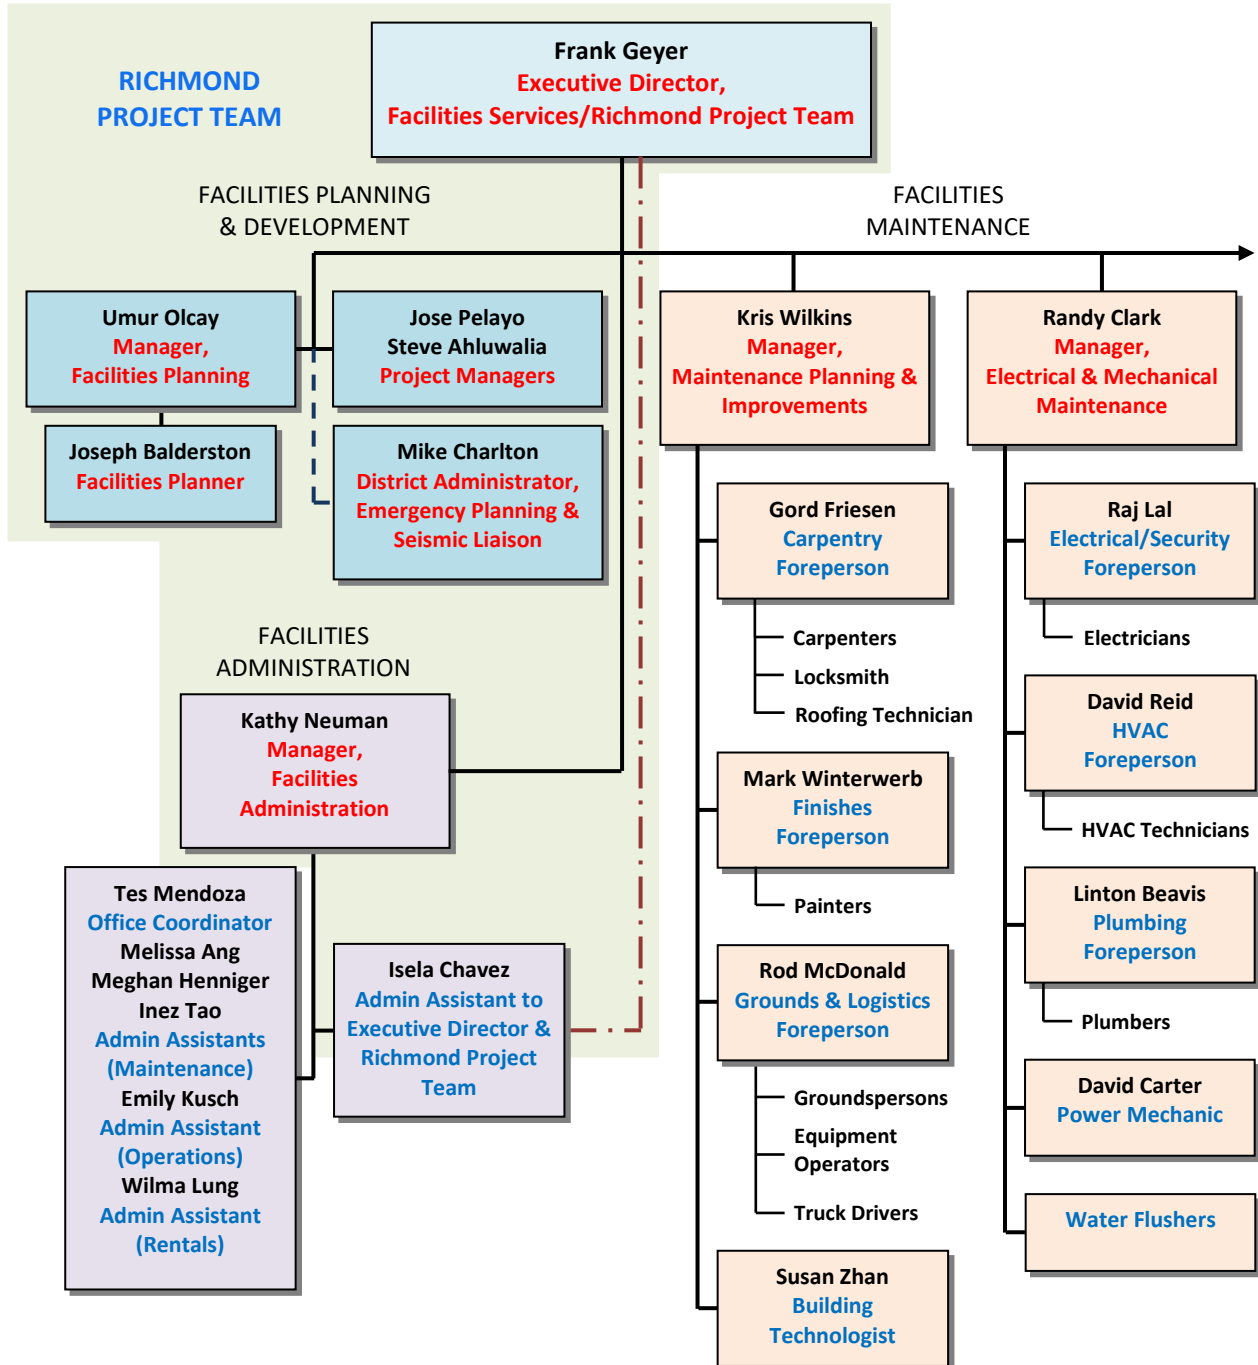 RICHMOND
PROJECT TEAM
Frank Geyer
Executive Director,
Facilities Services/Richmond Project Team
FACILITIES PLANNING
& DEVELOPMENT
FACILITIES
MAINTENANCE
Umur Olcay
Manager,
Facilities Planning
Jose Pelayo
Steve Ahluwalia
Project Managers
Joseph Balderston
Facilities Planner
Mike Charlton
District Administrator,
Emergency Planning &
Seismic Liaison
FACILITIES
ADMINISTRATION
Kathy Neuman
Manager,
Facilities
Administration
Tes Mendoza
Office Coordinator
Melissa Ang
Meghan Henniger
Inez Tao
Admin Assistants
(Maintenance)
Emily Kusch
Admin Assistant
(Operations)
Wilma Lung
Admin Assistant
(Rentals)
Isela Chavez
Admin Assistant to
Executive Director &
Richmond Project
Team
Kris Wilkins
Manager,
Maintenance Planning &
Improvements
Gord Friesen
Carpentry
Foreperson
Carpenters
Locksmith
Roofing Technician
Mark Winterwerb
Finishes
Foreperson
Painters
Rod McDonald
Grounds & Logistics
Foreperson
Groundspersons
Equipment
Operators
Truck Drivers
Susan Zhan
Building
Technologist
Randy Clark
Manager,
Electrical & Mechanical
Maintenance
Raj Lal
Electrical/Security
Foreperson
Electricians
David Reid
HVAC
Foreperson
HVAC Technicians
Linton Beavis
Plumbing
Foreperson
Plumbers
David Carter
Power Mechanic
Water Flushers